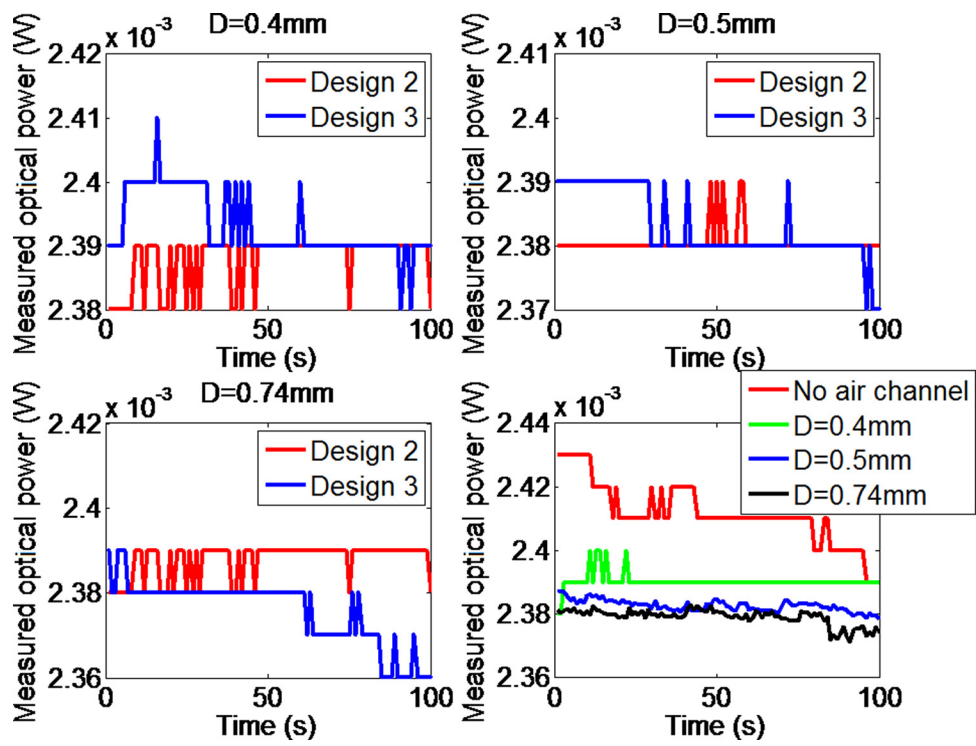 x 10⁻³ D=0.4mm
Measured optical power (W)
2.42
2.41
2.4
2.39
2.38
0 50 100
Time (s)
Design 2
Design 3
x 10⁻³ D=0.5mm
Measured optical power (W)
2.41
2.4
2.39
2.38
2.37
0 50 100
Time (s)
Design 2
Design 3
x 10⁻³ D=0.74mm
Measured optical power (W)
2.42
2.4
2.38
2.36
0 50 100
Time (s)
Design 2
Design 3
x 10⁻³
Measured optical power (W)
2.44
2.42
2.4
2.38
2.36
0 50 100
Time (s)
No air channel
D=0.4mm
D=0.5mm
D=0.74mm